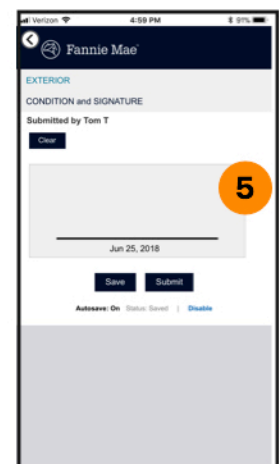 Verizon 4:59 PM 91%
Fannie Mae
EXTERIOR
CONDITION and SIGNATURE
Submitted by Tom T
Clear
5
Jun 25, 2018
Save Submit
Autosave: On Status: Saved | Disable